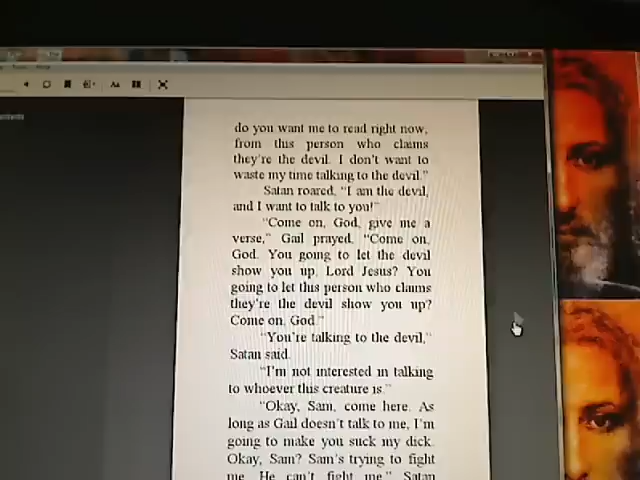 do you want me to read right now,
from this person who claims
they're the devil. I don't want to
waste my time talking to the devil."
Satan roared, "I am the devil,
and I want to talk to you!"
"Come on, God, give me a
verse," Gail prayed. "Come on,
God. You going to let the devil
show you up, Lord Jesus? You
going to let this person who claims
they're the devil show you up?
Come on, God."
"You're talking to the devil,"
Satan said.
"I'm not interested in talking
to whoever this creature is."
"Okay, Sam, come here. As
long as Gail doesn't talk to me, I'm
going to make you suck my dick.
Okay, Sam? Sam's trying to fight
me. He can't fight me." Satan